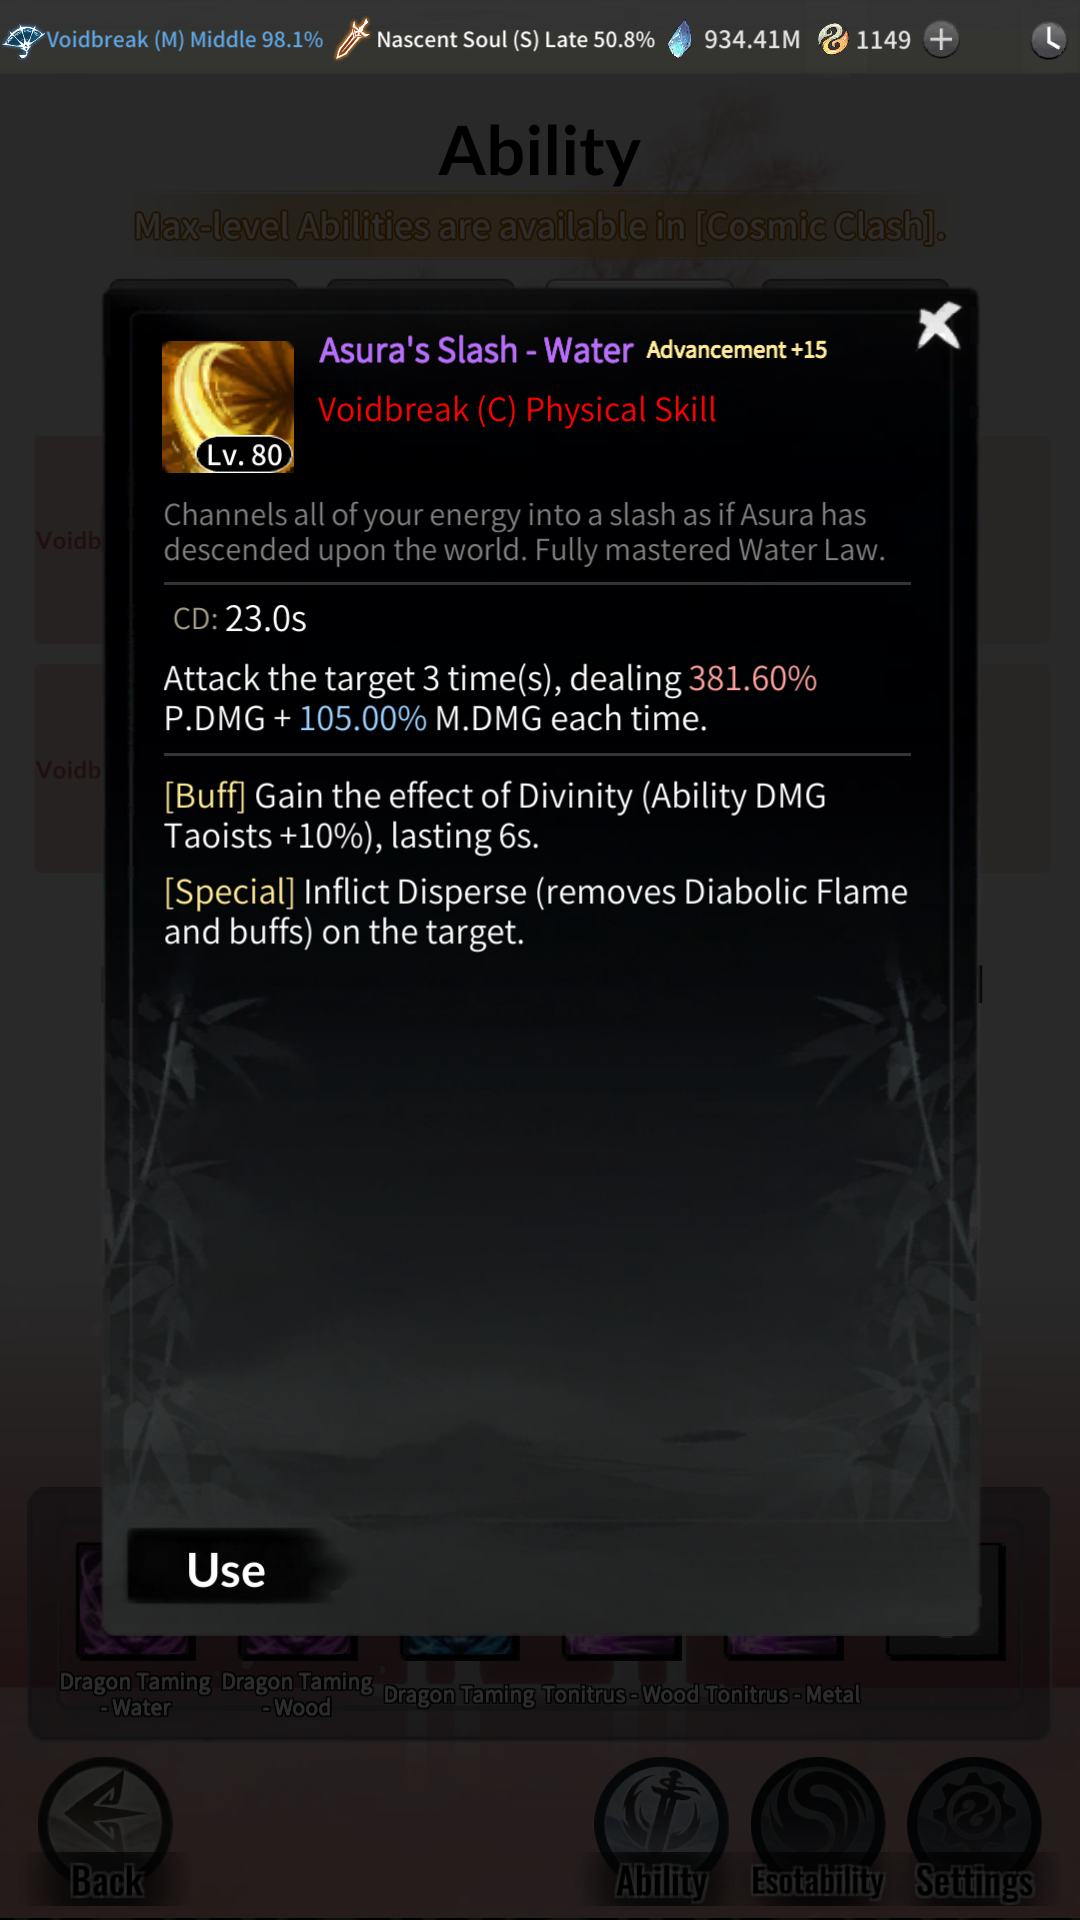 Voidbreak (M) Middle 98.1% Nascent Soul (S) Late 50.8% 934.41M 1149
Ability
Max-level Abilities are available in [Cosmic Clash].
Asura's Slash - Water Advancement +15
Voidbreak (C) Physical Skill
Lv. 80
Channels all of your energy into a slash as if Asura has
descended upon the world. Fully mastered Water Law.
Voidb
CD: 23.0s
Attack the target 3 time(s), dealing 381.60%
P.DMG + 105.00% M.DMG each time.
Voidb
[Buff] Gain the effect of Divinity (Ability DMG
Taoists +10%), lasting 6s.
[Special] Inflict Disperse (removes Diabolic Flame
and buffs) on the target.
Use
Dragon Taming
- Water
Dragon Taming
- Wood
Dragon Taming
Tonitrus - Wood
Tonitrus - Metal
Back
Ability
Esotability
Settings